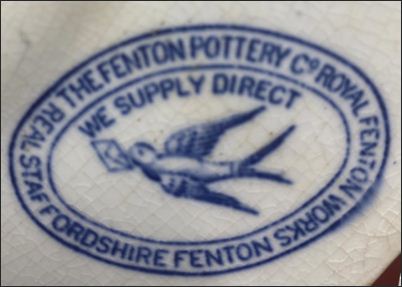 THE FENTON POTTERY Cº ROYAL FENTON WORKS
REAL STAFFORDSHIRE FENTON
WE SUPPLY DIRECT